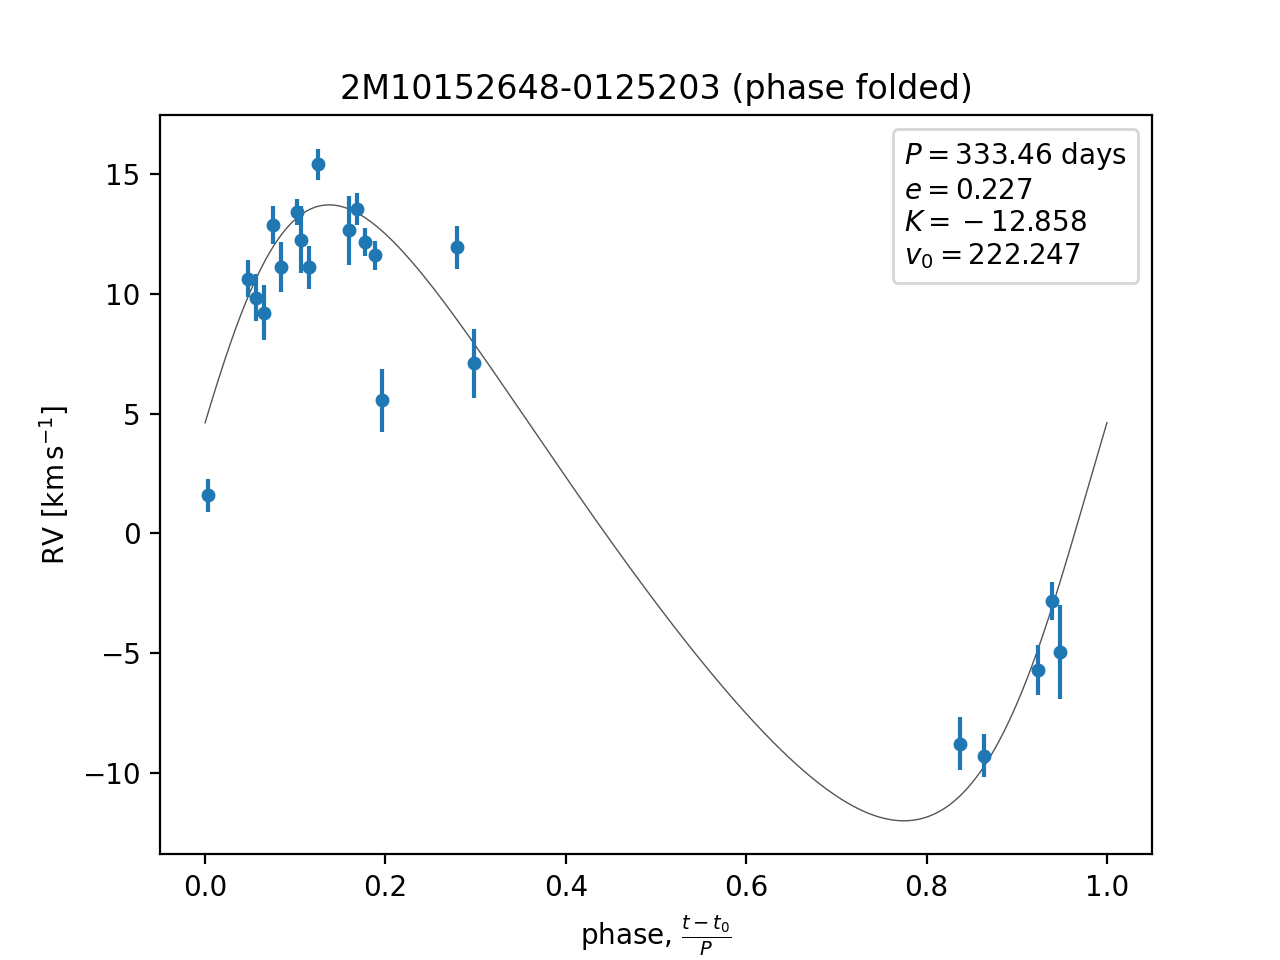 2M10152648-0125203 (phase folded)
P = 333.46 days
e = 0.227
K = −12.858
v₀ = 222.247
15
10
5
0
−5
−10
RV [km s⁻¹]
0.0 0.2 0.4 0.6 0.8 1.0
phase, (t − t₀)/P